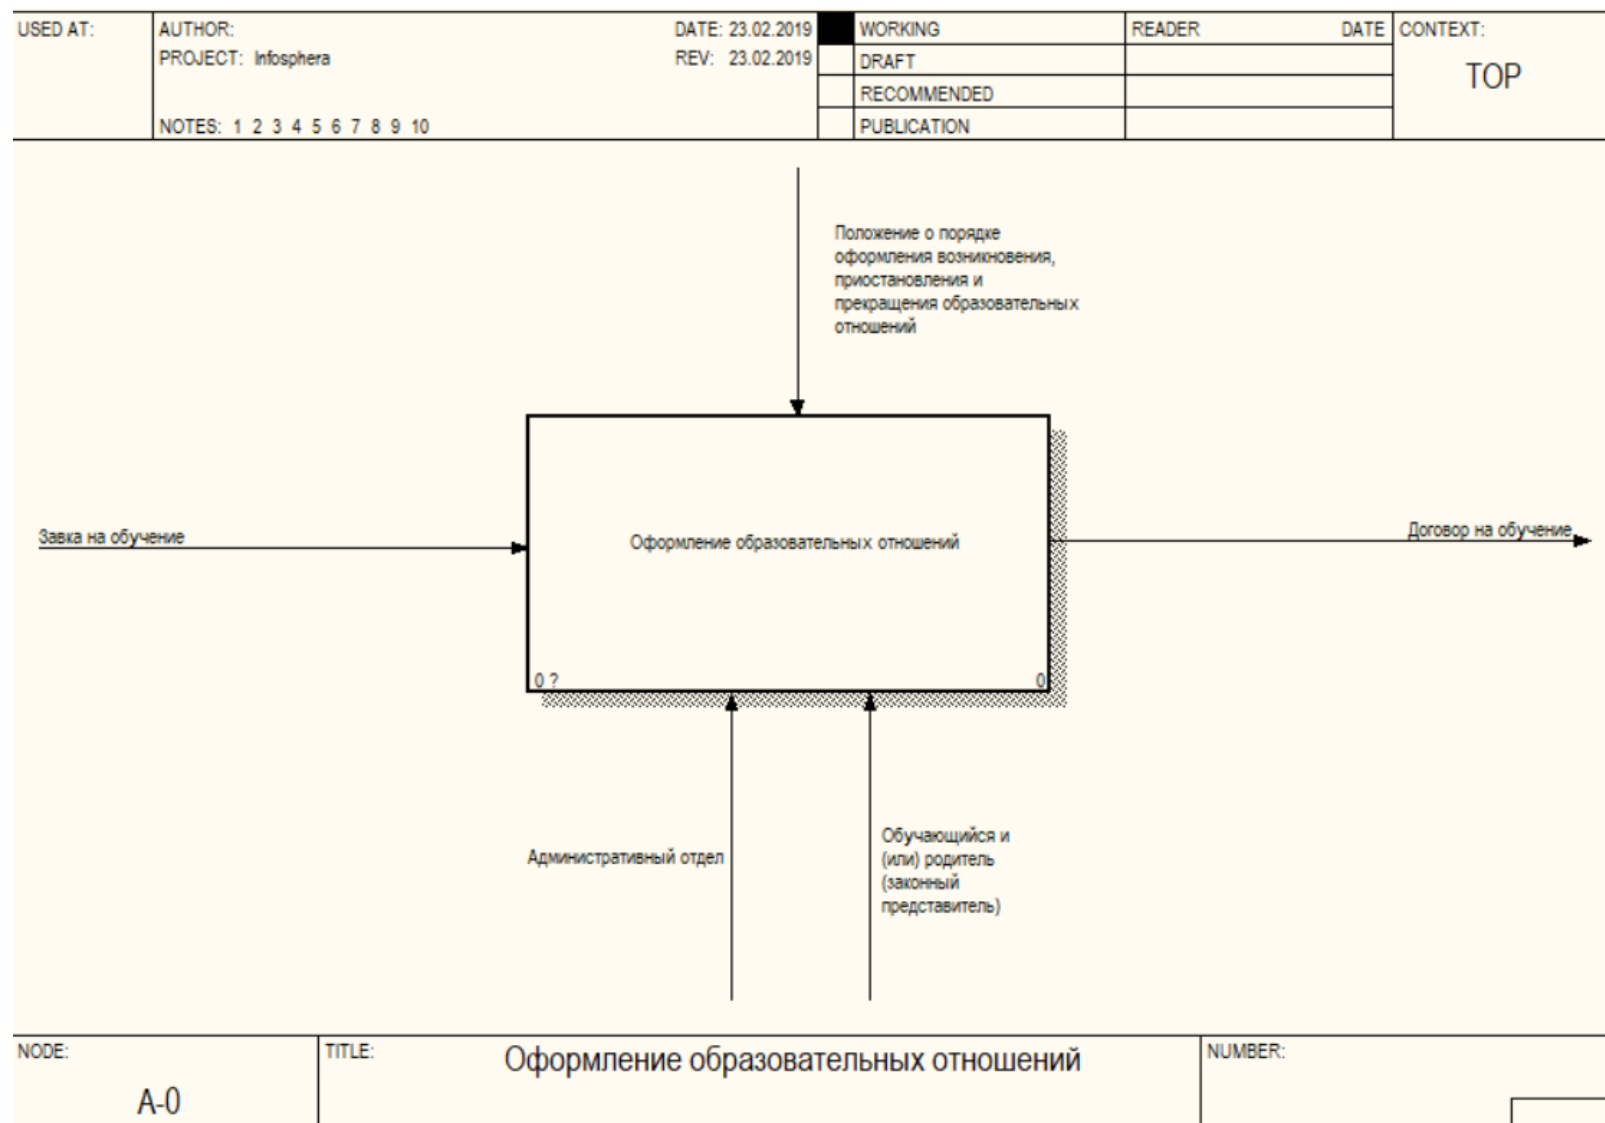 USED AT:
AUTHOR:
DATE: 23.02.2019
WORKING
READER
DATE
CONTEXT:
PROJECT: Infosphera
REV: 23.02.2019
DRAFT
TOP
RECOMMENDED
NOTES: 1 2 3 4 5 6 7 8 9 10
PUBLICATION
Положение о порядке
оформления возникновения,
приостановления и
прекращения образовательных
отношений
Завка на обучение
Оформление образовательных отношений
Договор на обучение
0 ?
0
Административный отдел
Обучающийся и
(или) родитель
(законный
представитель)
NODE:
TITLE:
Оформление образовательных отношений
NUMBER:
A-0